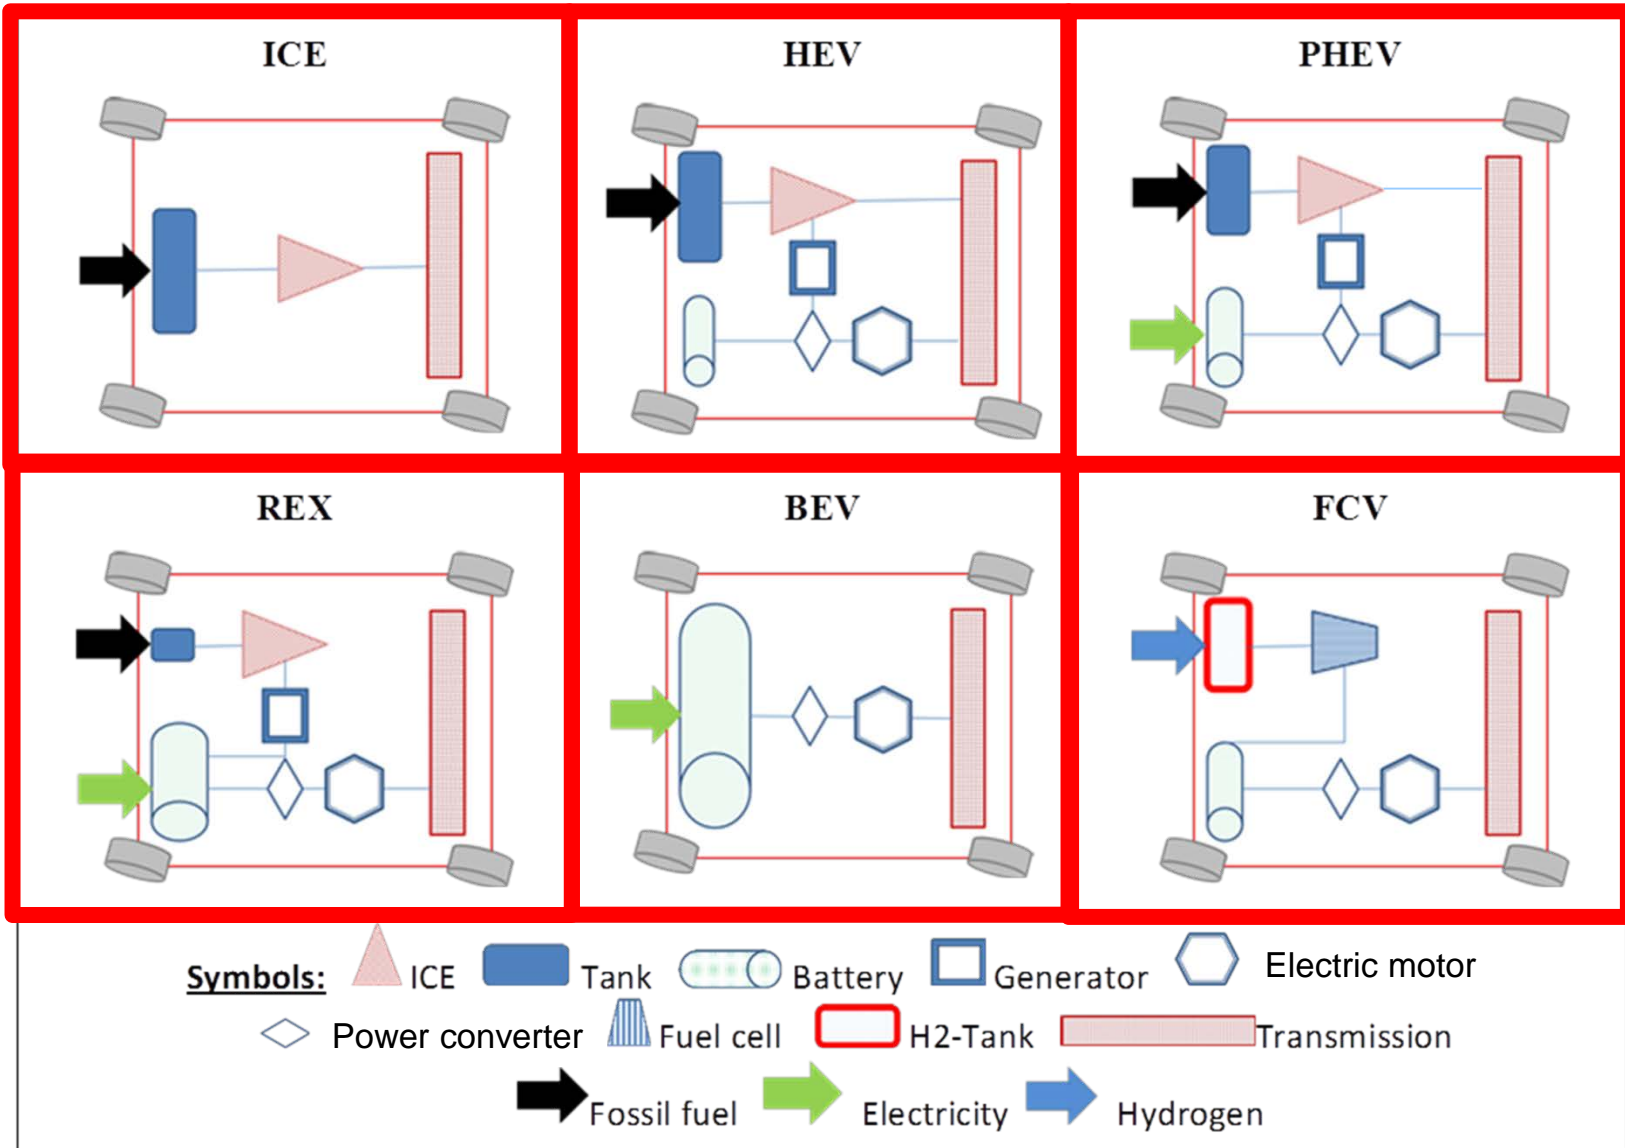 ICE HEV PHEV
REX BEV FCV
Symbols: ICE Tank Battery Generator Electric motor
Power converter Fuel cell H2-Tank Transmission
Fossil fuel Electricity Hydrogen